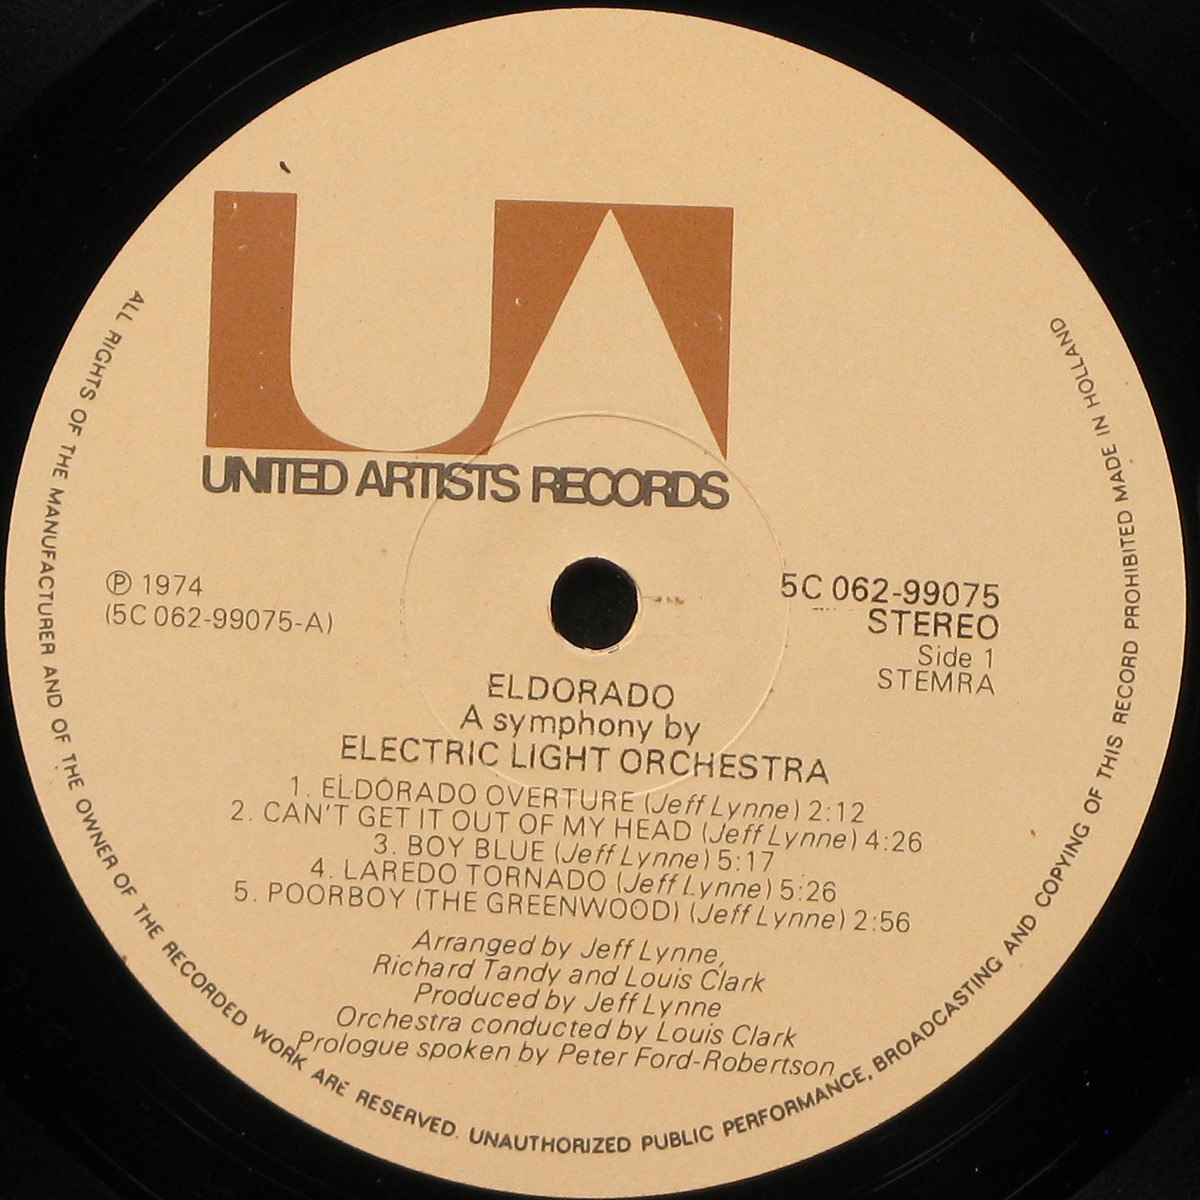 UA
UNITED ARTISTS RECORDS
℗ 1974
(5C 062-99075-A)
5C 062-99075
STEREO
Side 1
STEMRA
ELDORADO
A symphony by
ELECTRIC LIGHT ORCHESTRA
1. ELDORADO OVERTURE (Jeff Lynne) 2:12
2. CAN'T GET IT OUT OF MY HEAD (Jeff Lynne) 4:26
3. BOY BLUE (Jeff Lynne) 5:17
4. LAREDO TORNADO (Jeff Lynne) 5:26
5. POORBOY (THE GREENWOOD) (Jeff Lynne) 2:56
Arranged by Jeff Lynne,
Richard Tandy and Louis Clark
Produced by Jeff Lynne
Orchestra conducted by Louis Clark
Prologue spoken by Peter Ford-Robertson
ALL RIGHTS OF THE MANUFACTURER AND OF THE OWNER OF THE RECORDED WORK ARE RESERVED. UNAUTHORIZED PUBLIC PERFORMANCE, BROADCASTING AND COPYING OF THIS RECORD PROHIBITED MADE IN HOLLAND